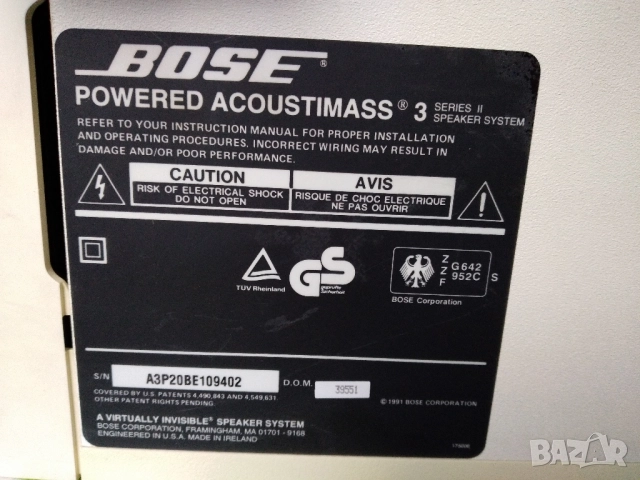 BOSE ®
POWERED ACOUSTIMASS® 3 SERIES II SPEAKER SYSTEM
REFER TO YOUR INSTRUCTION MANUAL FOR PROPER INSTALLATION
AND OPERATING PROCEDURES. INCORRECT WIRING MAY RESULT IN
DAMAGE AND/OR POOR PERFORMANCE.
CAUTION
RISK OF ELECTRICAL SHOCK
DO NOT OPEN
AVIS
RISQUE DE CHOC ELECTRIQUE
NE PAS OUVRIR
TÜV Rheinland
GS
geprüfte
Sicherheit
Z Z F
G642
952C
S
BOSE Corporation
S/N A3P20BE109402 D.O.M. 39551
COVERED BY U.S. PATENTS 4,490,843 AND 4,549,631.
OTHER PATENT RIGHTS PENDING.
©1991 BOSE CORPORATION
A VIRTUALLY INVISIBLE® SPEAKER SYSTEM
BOSE CORPORATION, FRAMINGHAM, MA 01701 - 9168
ENGINEERED IN U.S.A. MADE IN IRELAND
BAZAR.bg